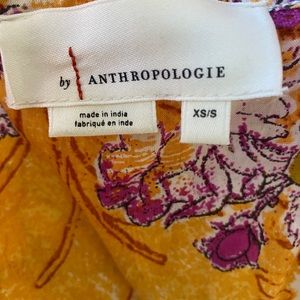 by ANTHROPOLOGIE
made in india
fabriqué en inde
XS/S